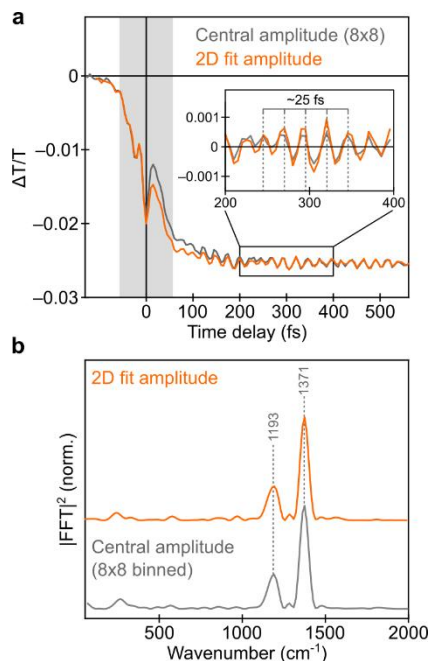 a
Central amplitude (8x8)
2D fit amplitude
0
−0.01
−0.02
−0.03
ΔT/T
~25 fs
0.001
0
−0.001
200
300
400
0
100
200
300
400
500
Time delay (fs)
b
2D fit amplitude
1193
1371
Central amplitude
(8x8 binned)
|FFT|² (norm.)
500
1000
1500
2000
Wavenumber (cm⁻¹)